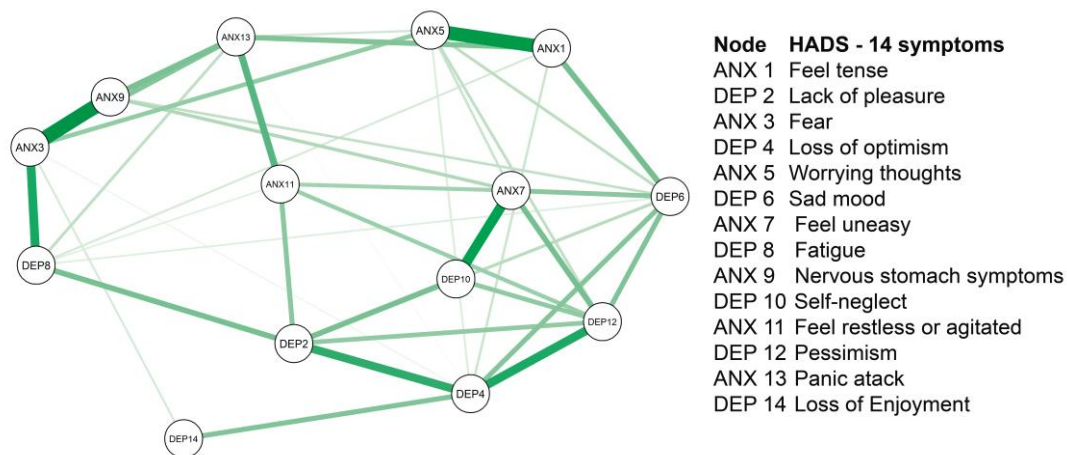 ANX5
ANX13
ANX1
ANX9
ANX3
ANX11
ANX7
DEP6
DEP8
DEP10
DEP12
DEP2
DEP4
DEP14
Node HADS - 14 symptoms
ANX 1 Feel tense
DEP 2 Lack of pleasure
ANX 3 Fear
DEP 4 Loss of optimism
ANX 5 Worrying thoughts
DEP 6 Sad mood
ANX 7 Feel uneasy
DEP 8 Fatigue
ANX 9 Nervous stomach symptoms
DEP 10 Self-neglect
ANX 11 Feel restless or agitated
DEP 12 Pessimism
ANX 13 Panic atack
DEP 14 Loss of Enjoyment